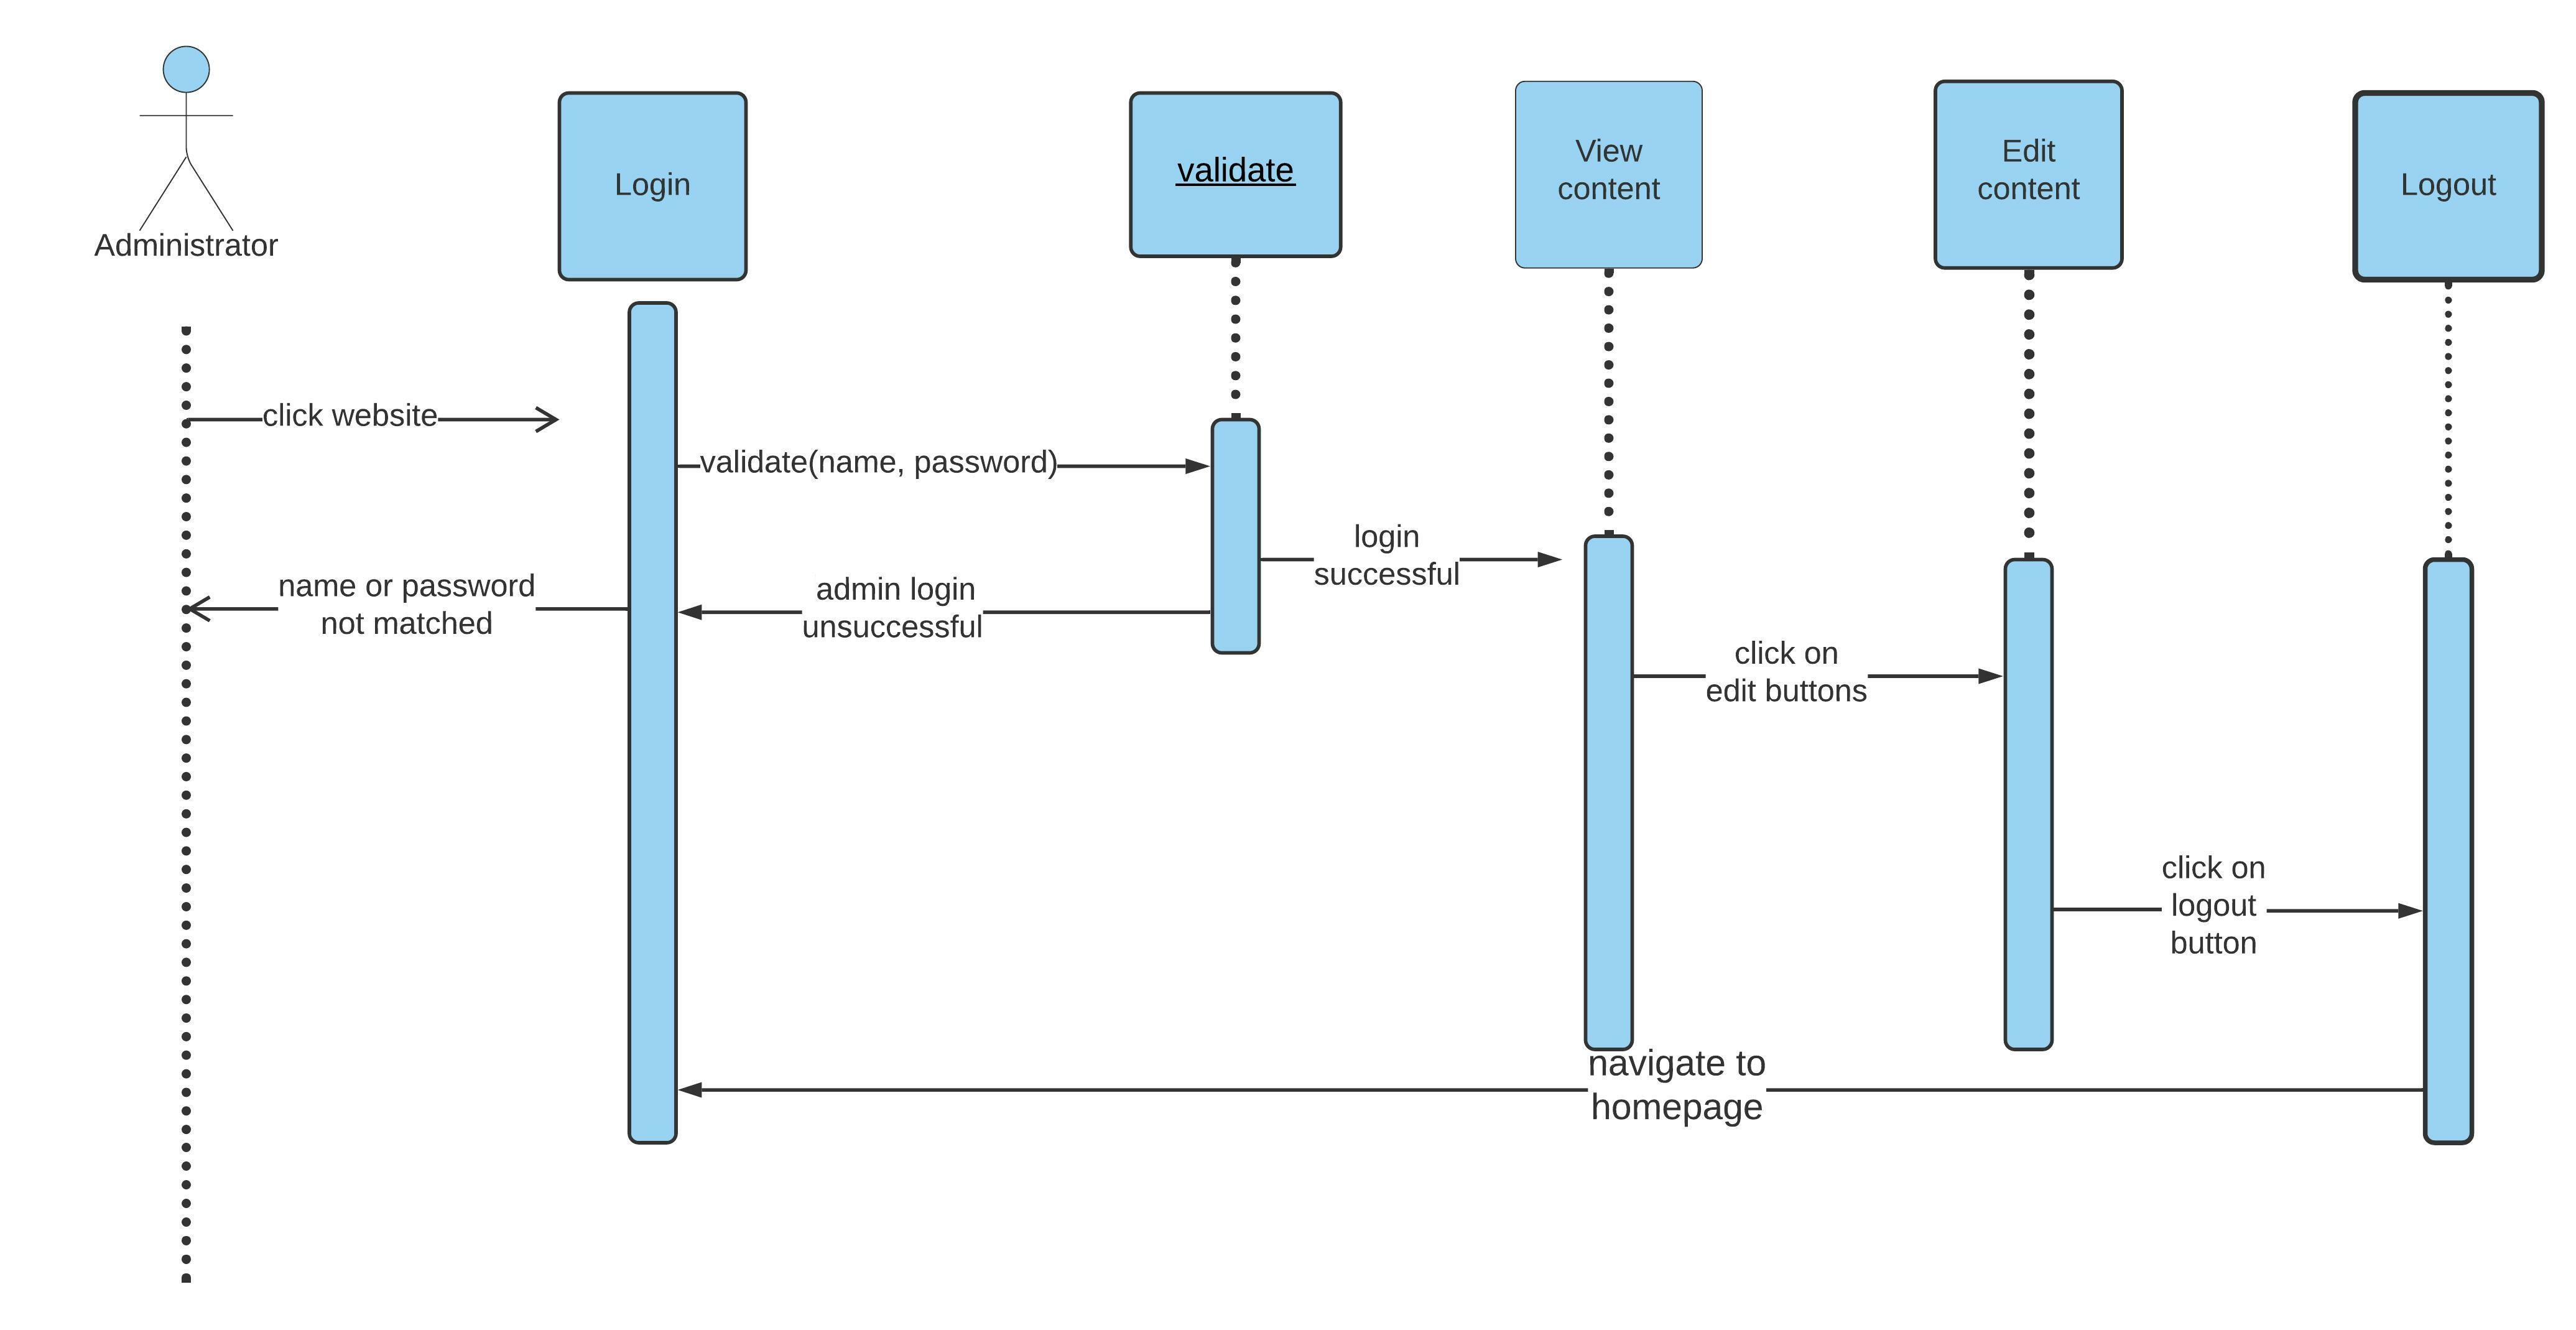 Administrator
Login
validate
View
content
Edit
content
Logout
click website
validate(name, password)
login
successful
name or password
not matched
admin login
unsuccessful
click on
edit buttons
click on
logout
button
navigate to
homepage